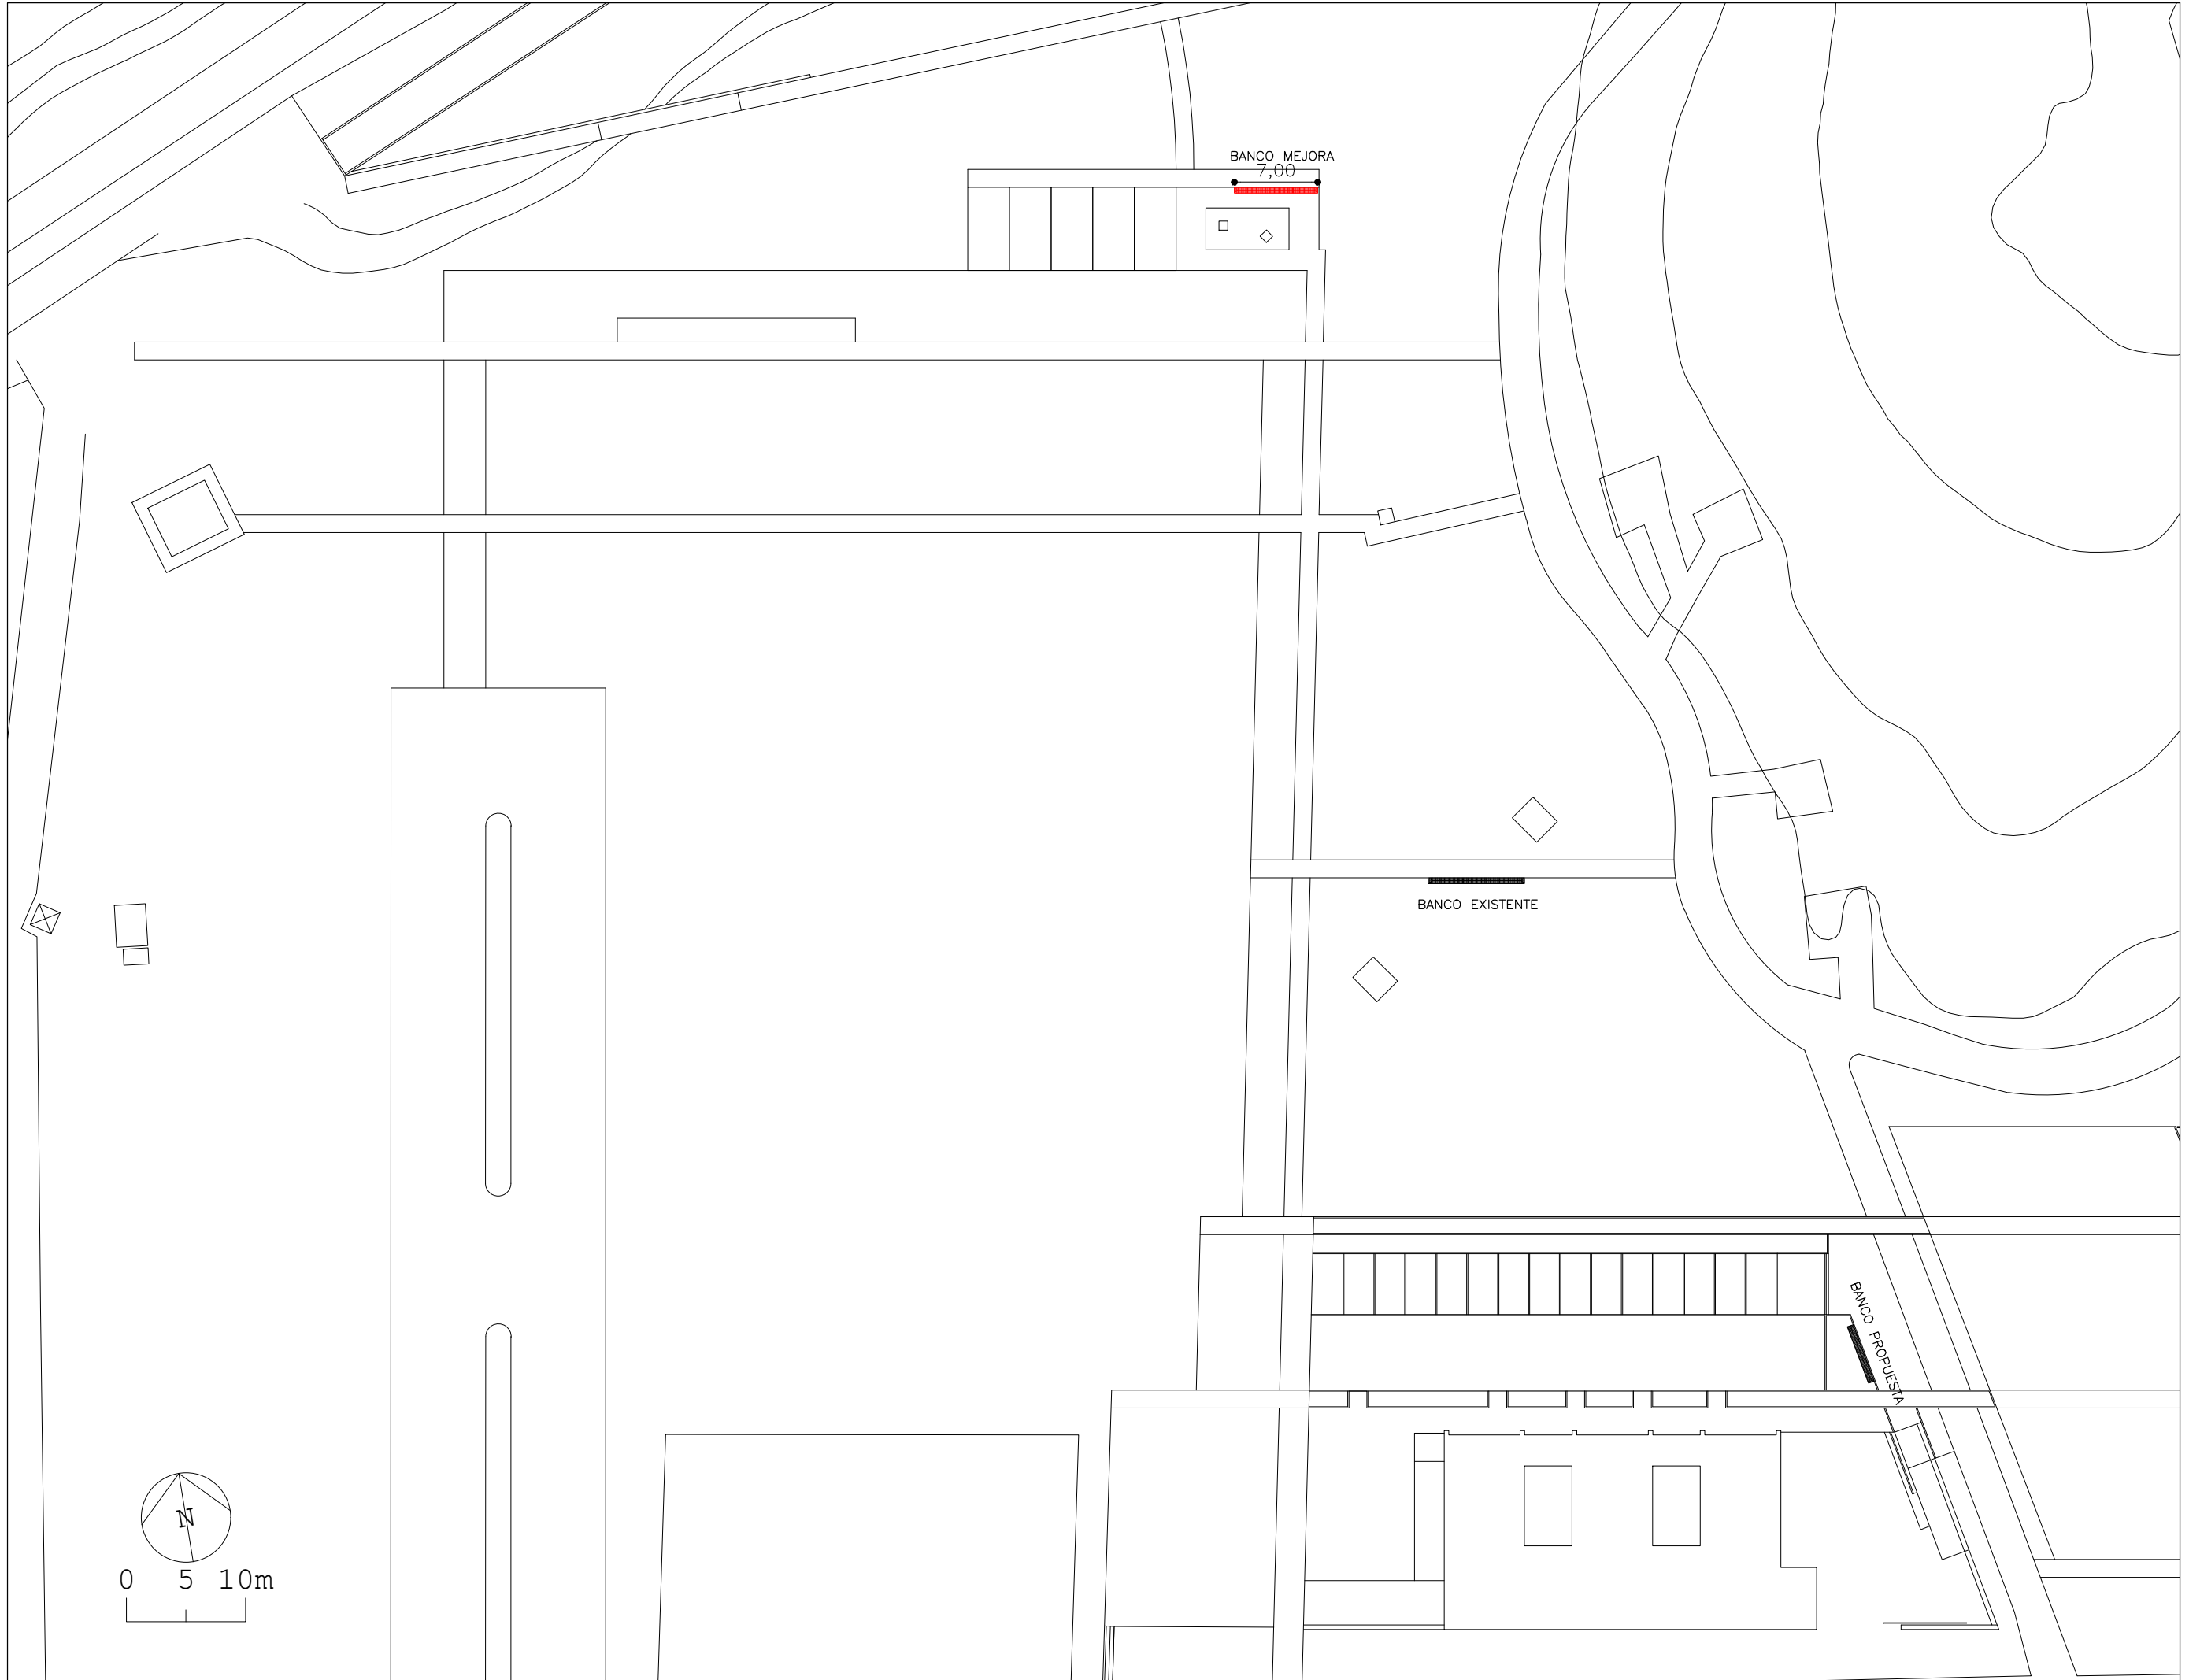 BANCO MEJORA
7,00
BANCO EXISTENTE
BANCO PROPUESTA
N
0 5 10m